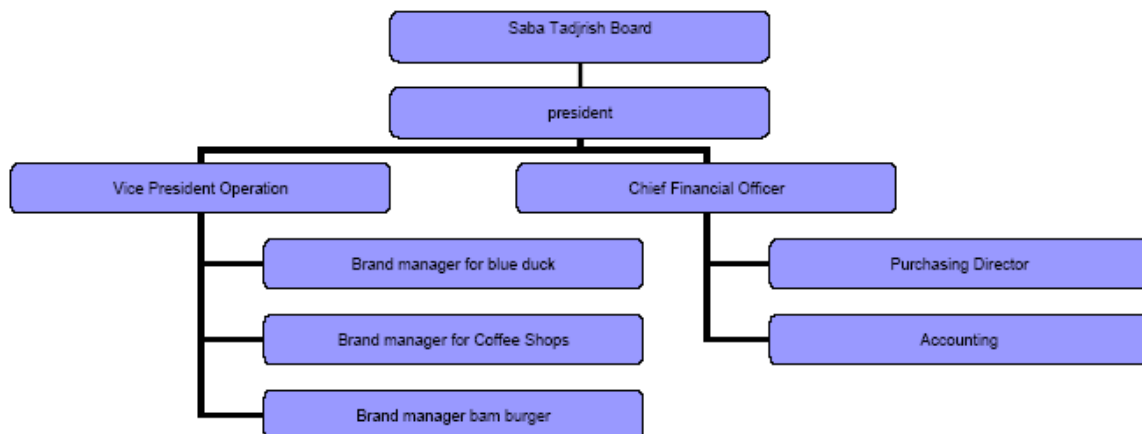 Saba Tadjrish Board
president
Vice President Operation
Chief Financial Officer
Brand manager for blue duck
Purchasing Director
Brand manager for Coffee Shops
Accounting
Brand manager bam burger